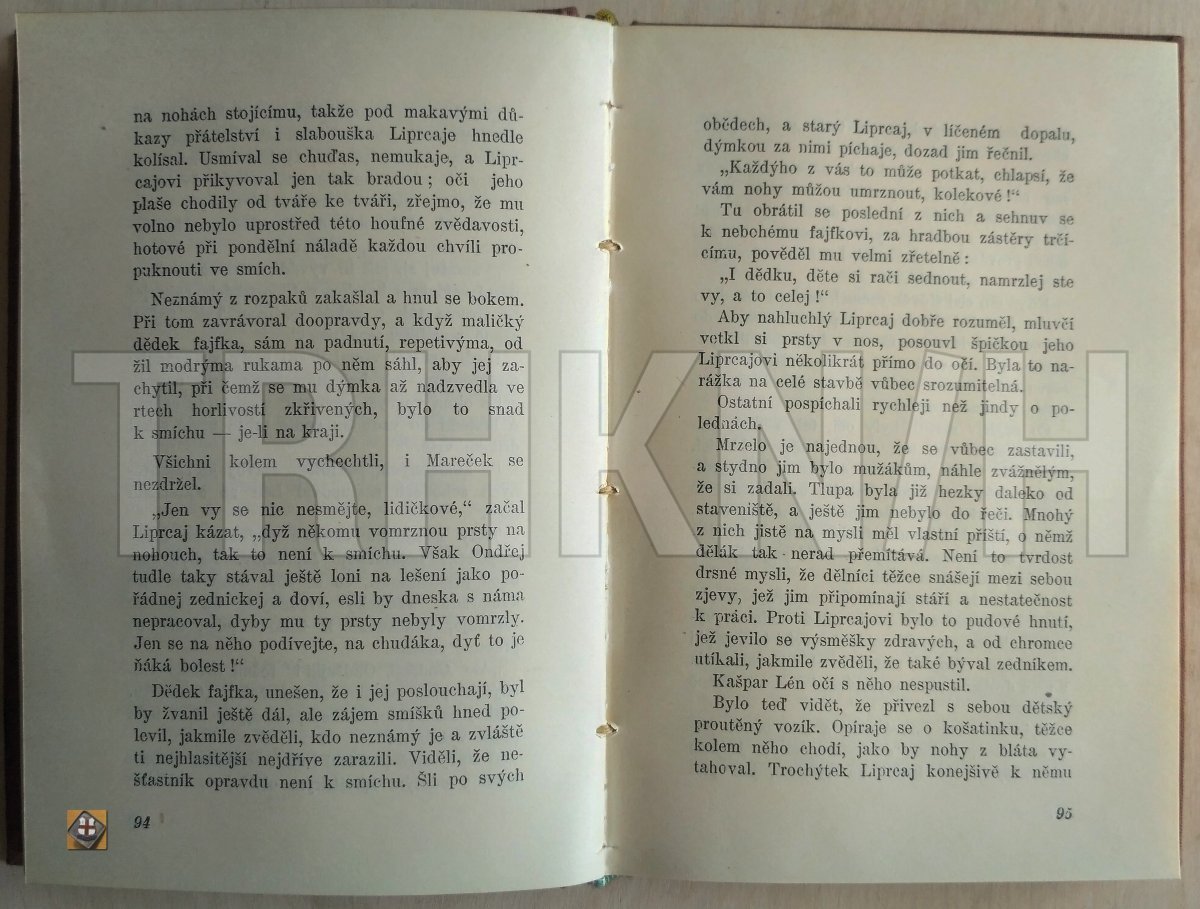 na nohách stojícímu, takže pod makavými dů-
kazy přátelství i slabouška Liprcaje hnedle
kolísal. Usmíval se chuďas, nemukaje, a Lipr-
cajovi přikyvoval jen tak bradou; oči jeho
plaše chodily od tváře ke tváři, zřejmo, že mu
volno nebylo uprostřed této houfné zvědavosti,
hotové při pondělní náladě každou chvíli pro-
puknouti ve smích.
Neznámý z rozpaků zakašlal a hnul se bokem.
Při tom zavrávoral doopravdy, a když maličký
dědek fajfka, sám na padnutí, repetivýma, od
žil modrýma rukama po něm sáhl, aby jej za-
chytil, při čemž se mu dýmka až nadzvedla ve
rtech horlivostí zkřivených, bylo to snad
k smíchu — je-li na kraji.
Všichni kolem vychechtli, i Mareček se
nezdržel.
„Jen vy se nic nesmějte, lidičkové,“ začal
Liprcaj kázat, „dyž někomu vomrznou prsty na
nohouch, tak to není k smíchu. Však Ondřej
tudle taky stával ještě loni na lešení jako po-
řádnej zednickej a doví, esli by dneska s náma
nepracoval, dyby mu ty prsty nebyly vomrzly.
Jen se na něho podívejte, na chudáka, dyť to je
ňáká bolest!“
Dědek fajfka, unešen, že i jej poslouchají, byl
by žvanil ještě dál, ale zájem smíšků hned po-
levil, jakmile zvěděli, kdo neznámý je a zvláště
ti nejhlasitější nejdříve zarazili. Viděli, že ne-
šťastník opravdu není k smíchu. Šli po svých
94
obědech, a starý Liprcaj, v líčeném dopalu,
dýmkou za nimi píchaje, dozad jim řečnil.
„Každýho z vás to může potkat, chlapsí, že
vám nohy můžou umrznout, kolekové!“
Tu obrátil se poslední z nich a sehnuv se
k nebohému fajfkovi, za hradbou zástěry trčí-
címu, pověděl mu velmi zřetelně:
„I dědku, děte si rači sednout, namrzlej ste
vy, a to celej!“
Aby nahluchlý Liprcaj dobře rozuměl, mluvčí
vetkl si prsty v nos, posouvl špičkou jeho
Liprcajovi několikrát přímo do očí. Byla to na-
rážka na celé stavbě vůbec srozumitelná.
Ostatní pospíchali rychleji než jindy o po-
lednách.
Mrzelo je najednou, že se vůbec zastavili,
a stydno jim bylo mužákům, náhle zvážnělým,
že si zadali. Tlupa byla již hezky daleko od
staveniště, a ještě jim nebylo do řeči. Mnohý
z nich jistě na mysli měl vlastní příští, o němž
dělák tak nerad přemítává. Není to tvrdost
drsné mysli, že dělníci těžce snášejí mezi sebou
zjevy, jež jim připomínají stáří a nestatečnost
k práci. Proti Liprcajovi bylo to pudové hnutí,
jež jevilo se výsměšky zdravých, a od chromce
utíkali, jakmile zvěděli, že také býval zedníkem.
Kašpar Lén očí s něho nespustil.
Bylo teď vidět, že přivezl s sebou dětský
proutěný vozík. Opíraje se o košatinku, těžce
kolem něho chodí, jako by nohy z bláta vy-
tahoval. Trochýtek Liprcaj konejšivě k němu
95
TRHKNIH